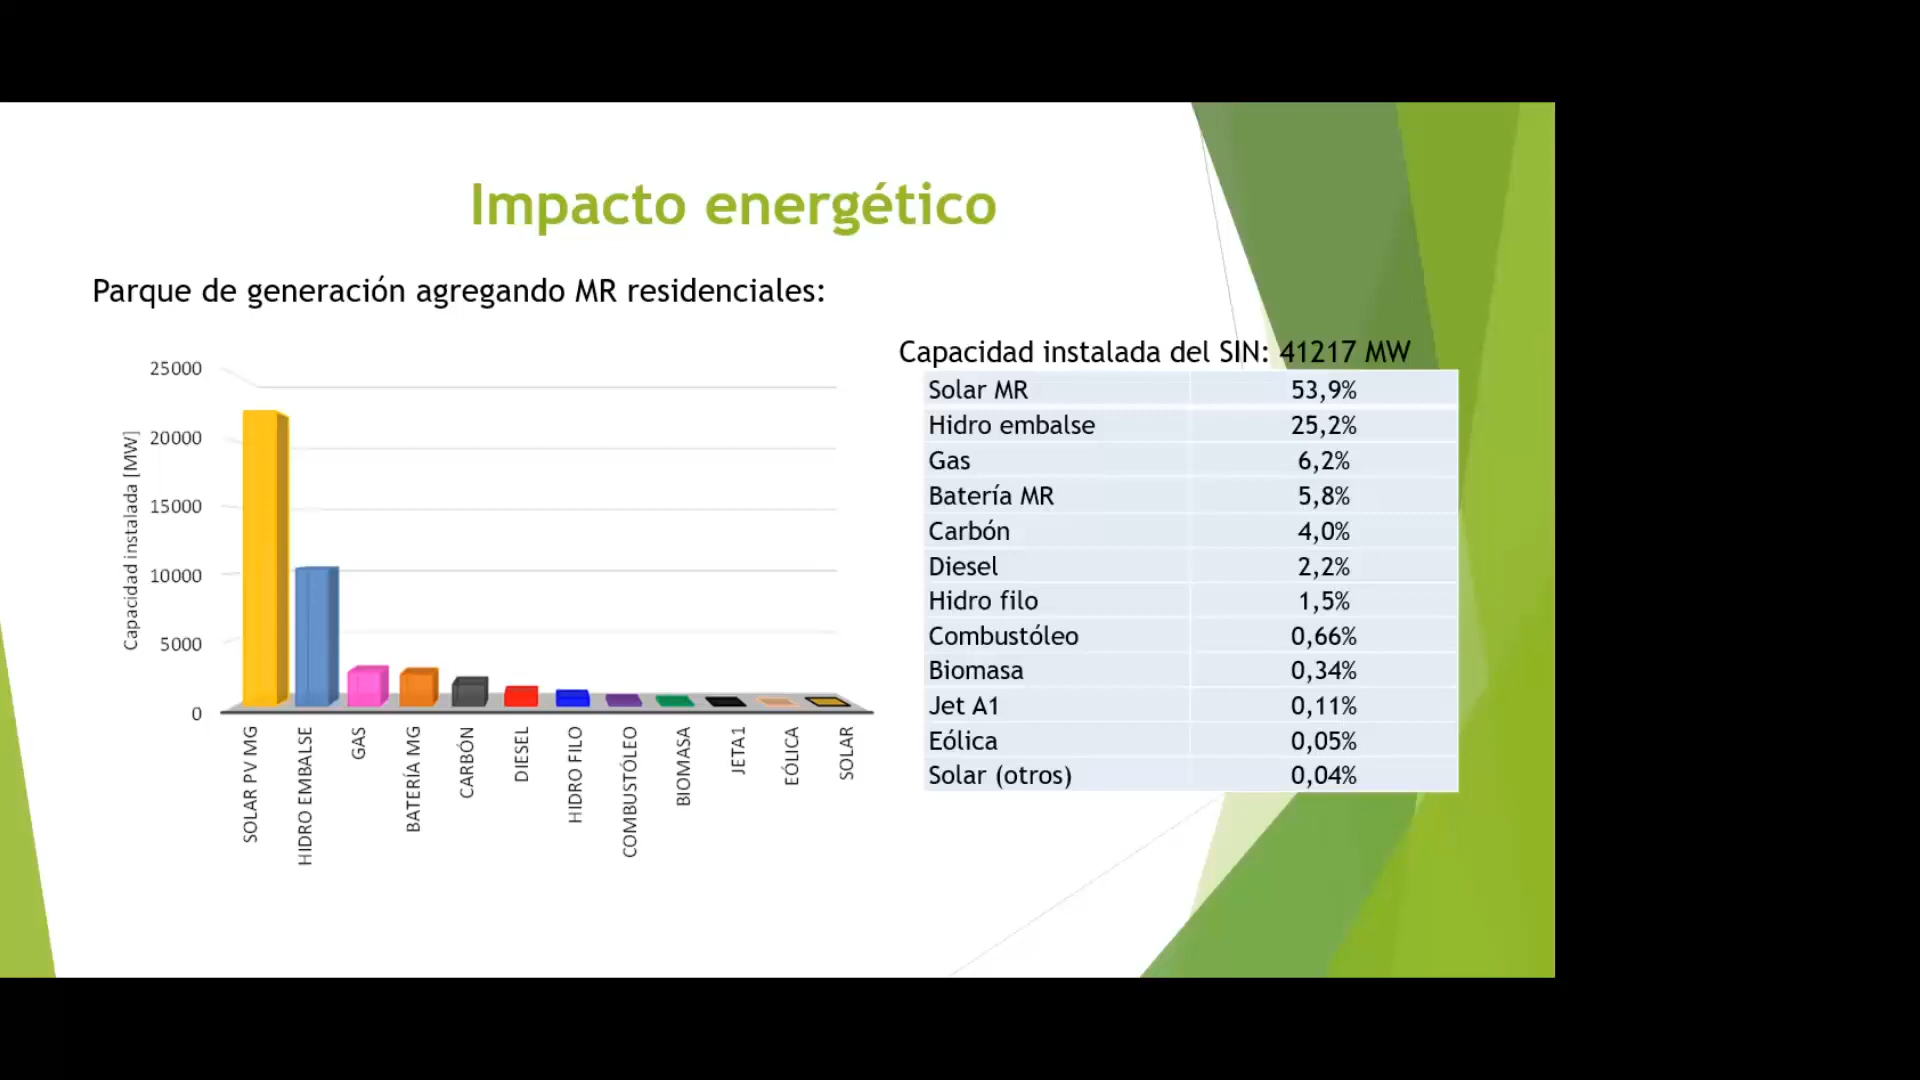 Impacto energético
Parque de generación agregando MR residenciales:
Capacidad instalada [MW]
25000
20000
15000
10000
5000
0
SOLAR PV MG
HIDRO EMBALSE
GAS
BATERÍA MG
CARBÓN
DIESEL
HIDRO FILO
COMBUSTÓLEO
BIOMASA
JETA1
EÓLICA
SOLAR
Capacidad instalada del SIN: 41217 MW
Solar MR 53,9%
Hidro embalse 25,2%
Gas 6,2%
Batería MR 5,8%
Carbón 4,0%
Diesel 2,2%
Hidro filo 1,5%
Combustóleo 0,66%
Biomasa 0,34%
Jet A1 0,11%
Eólica 0,05%
Solar (otros) 0,04%